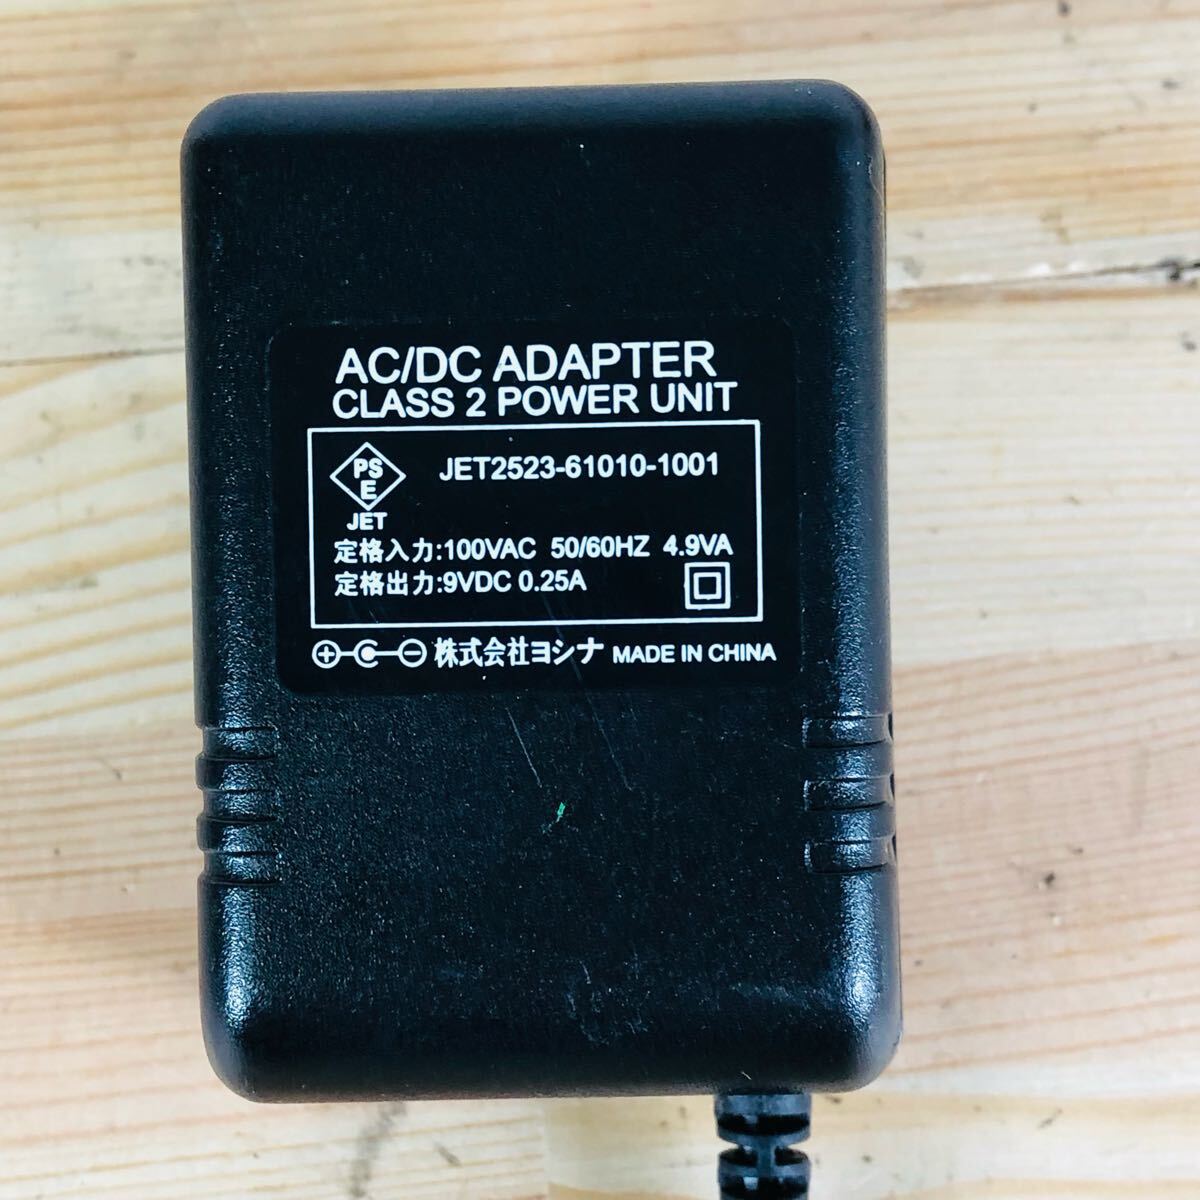 AC/DC ADAPTER
CLASS 2 POWER UNIT
PS
E
JET
JET2523-61010-1001
定格入力:100VAC 50/60HZ 4.9VA
定格出力:9VDC 0.25A
株式会社ヨシナ MADE IN CHINA